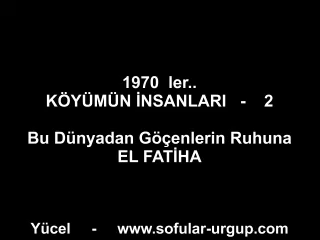 1970 ler..
KÖYÜMÜN İNSANLARI - 2
Bu Dünyadan Göçenlerin Ruhuna
EL FATİHA
Yücel - www.sofular-urgup.com